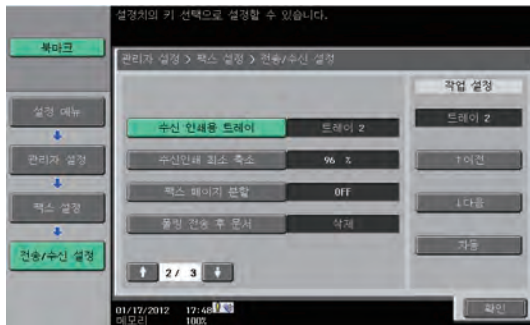 설정치의 키 선택으로 설정할 수 있습니다.
북마크
관리자 설정 > 팩스 설정 > 전송/수신 설정
작업 설정
설정 메뉴
관리자 설정
팩스 설정
전송/수신 설정
수신 인쇄용 트레이
트레이 2
수신인쇄 최소 축소
96 %
팩스 페이지 분할
OFF
폴링 전송 후 문서
삭제
↑
2/ 3
↓
트레이 2
↑이전
↓다음
자동
01/17/2012 17:48
메모리 100%
확인